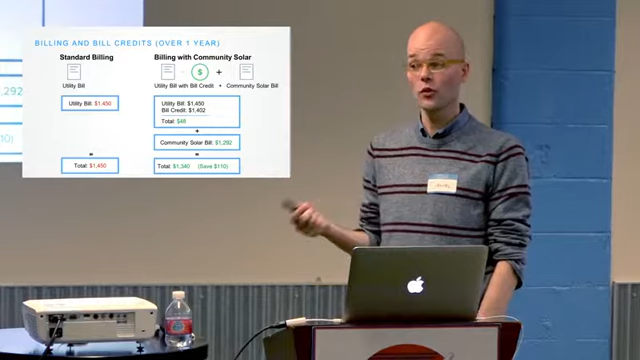 BILLING AND BILL CREDITS (OVER 1 YEAR)
Standard Billing
Billing with Community Solar
$ +
Utility Bill
Utility Bill with Bill Credit + Community Solar Bill
Utility Bill: $1,450
Utility Bill: $1,450
Bill Credit: $1,402
Total: $48
+
Community Solar Bill: $1,292
=
=
Total: $1,450
Total: $1,340 (Save $110)
,292
10)